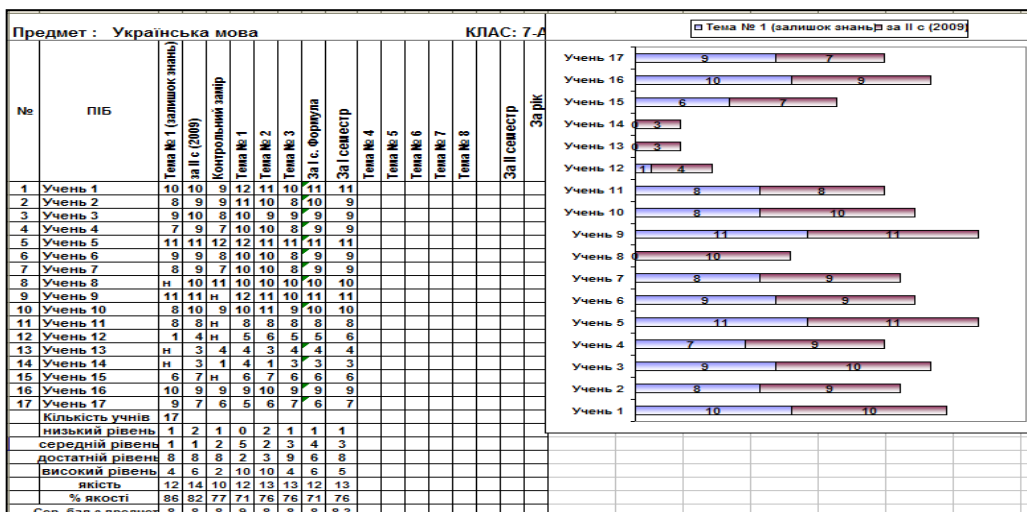 Предмет : Українська мова КЛАС: 7-А
№ ПІБ Тема № 1 (залишок знань) за ІІ с (2009) Контрольний замір Тема № 1 Тема № 2 Тема № 3 За І с. Формула За І семестр Тема № 4 Тема № 5 Тема № 6 Тема № 7 Тема № 8 За ІІ семестр За рік
1 Учень 1 10 10 9 12 11 10 11 11
2 Учень 2 8 9 9 11 10 8 10 9
3 Учень 3 9 10 8 10 9 9 9 9
4 Учень 4 7 9 7 10 10 8 9 9
5 Учень 5 11 11 12 12 11 11 11 11
6 Учень 6 9 9 8 10 10 8 9 9
7 Учень 7 8 9 7 10 10 8 9 9
8 Учень 8 н 10 11 10 10 10 10 10
9 Учень 9 11 11 н 12 11 10 11 11
10 Учень 10 8 10 9 10 11 9 10 10
11 Учень 11 8 8 н 8 8 8 8 8
12 Учень 12 1 4 н 5 6 5 5 6
13 Учень 13 н 3 4 4 3 4 4 4
14 Учень 14 н 3 1 4 1 3 3 3
15 Учень 15 6 7 н 6 7 6 6 6
16 Учень 16 10 9 9 9 10 9 9 9
17 Учень 17 9 7 6 5 6 7 6 7
Кількість учнів 17
низький рівень 1 2 1 0 2 1 1 1
середній рівень 1 1 2 5 2 3 4 3
достатній рівень 8 8 8 2 3 9 6 8
високий рівень 4 6 2 10 10 4 6 5
якість 12 14 10 12 13 13 12 13
% якості 86 82 77 71 76 76 71 76
Тема № 1 (залишок знань) за ІІ с (2009)
Учень 17 9 7
Учень 16 10 9
Учень 15 6 7
Учень 14 0 3
Учень 13 0 3
Учень 12 1 4
Учень 11 8 8
Учень 10 8 10
Учень 9 11 11
Учень 8 0 10
Учень 7 8 9
Учень 6 9 9
Учень 5 11 11
Учень 4 7 9
Учень 3 9 10
Учень 2 8 9
Учень 1 10 10